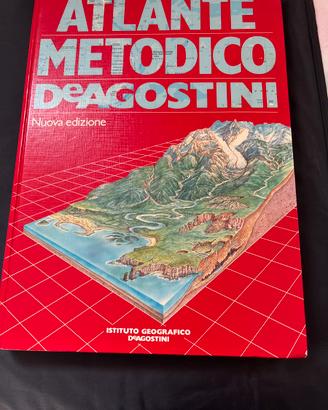 ATLANTE
METODICO
DeAGOSTINI
Nuova edizione
ISTITUTO GEOGRAFICO
DeAGOSTINI